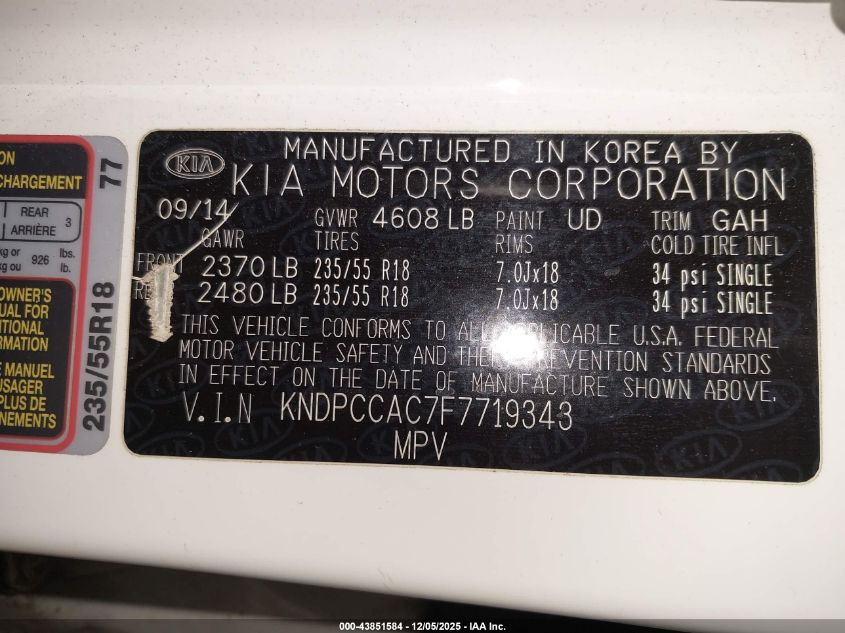 ON
CHARGEMENT
REAR
ARRIÈRE 3
kg or 926 lbs.
kg ou lb.
OWNER'S
UAL FOR
ITIONAL
RMATION
E MANUEL
USAGER
PLUS DE
NEMENTS
77
235/55R18
KIA MANUFACTURED IN KOREA BY
KIA MOTORS CORPORATION
09/14 GVWR 4608 LB PAINT UD TRIM GAH
GAWR TIRES RIMS COLD TIRE INFL
FRONT 2370 LB 235/55 R18 7.0Jx18 34 psi SINGLE
2480 LB 235/55 R18 7.0Jx18 34 psi SINGLE
THIS VEHICLE CONFORMS TO ALL APPLICABLE U.S.A. FEDERAL
MOTOR VEHICLE SAFETY AND THEFT PREVENTION STANDARDS
IN EFFECT ON THE DATE OF MANUFACTURE SHOWN ABOVE.
V.I.N KNDPCCAC7F7719343
MPV
000-43851584 - 12/05/2025 - IAA Inc.